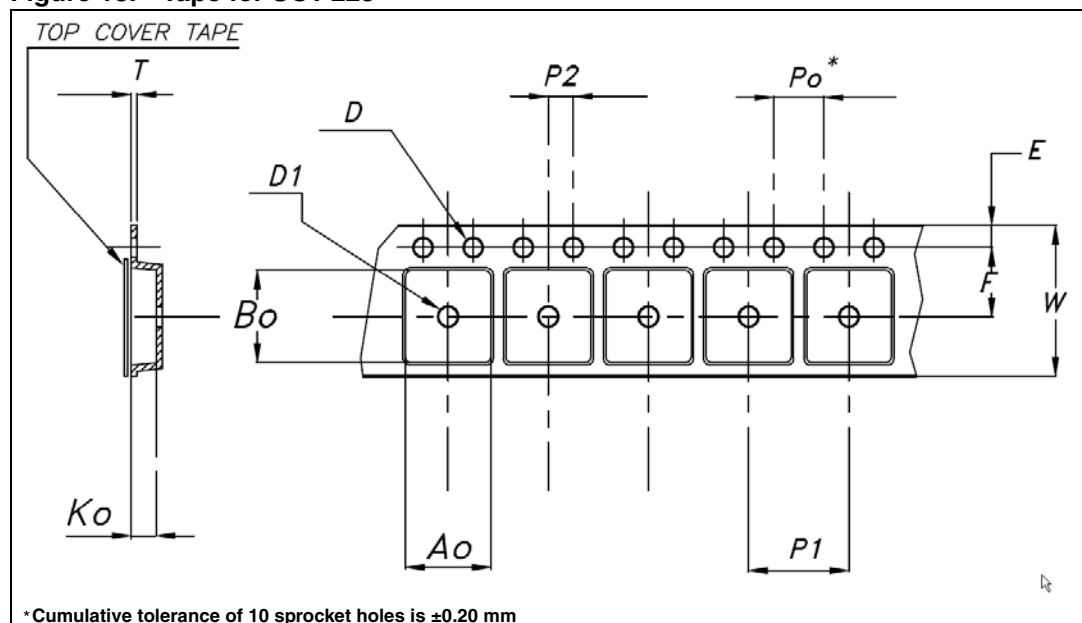 TOP COVER TAPE
T
P2
Po*
D
E
D1
F
W
Bo
Ko
Ao
P1
*Cumulative tolerance of 10 sprocket holes is ±0.20 mm